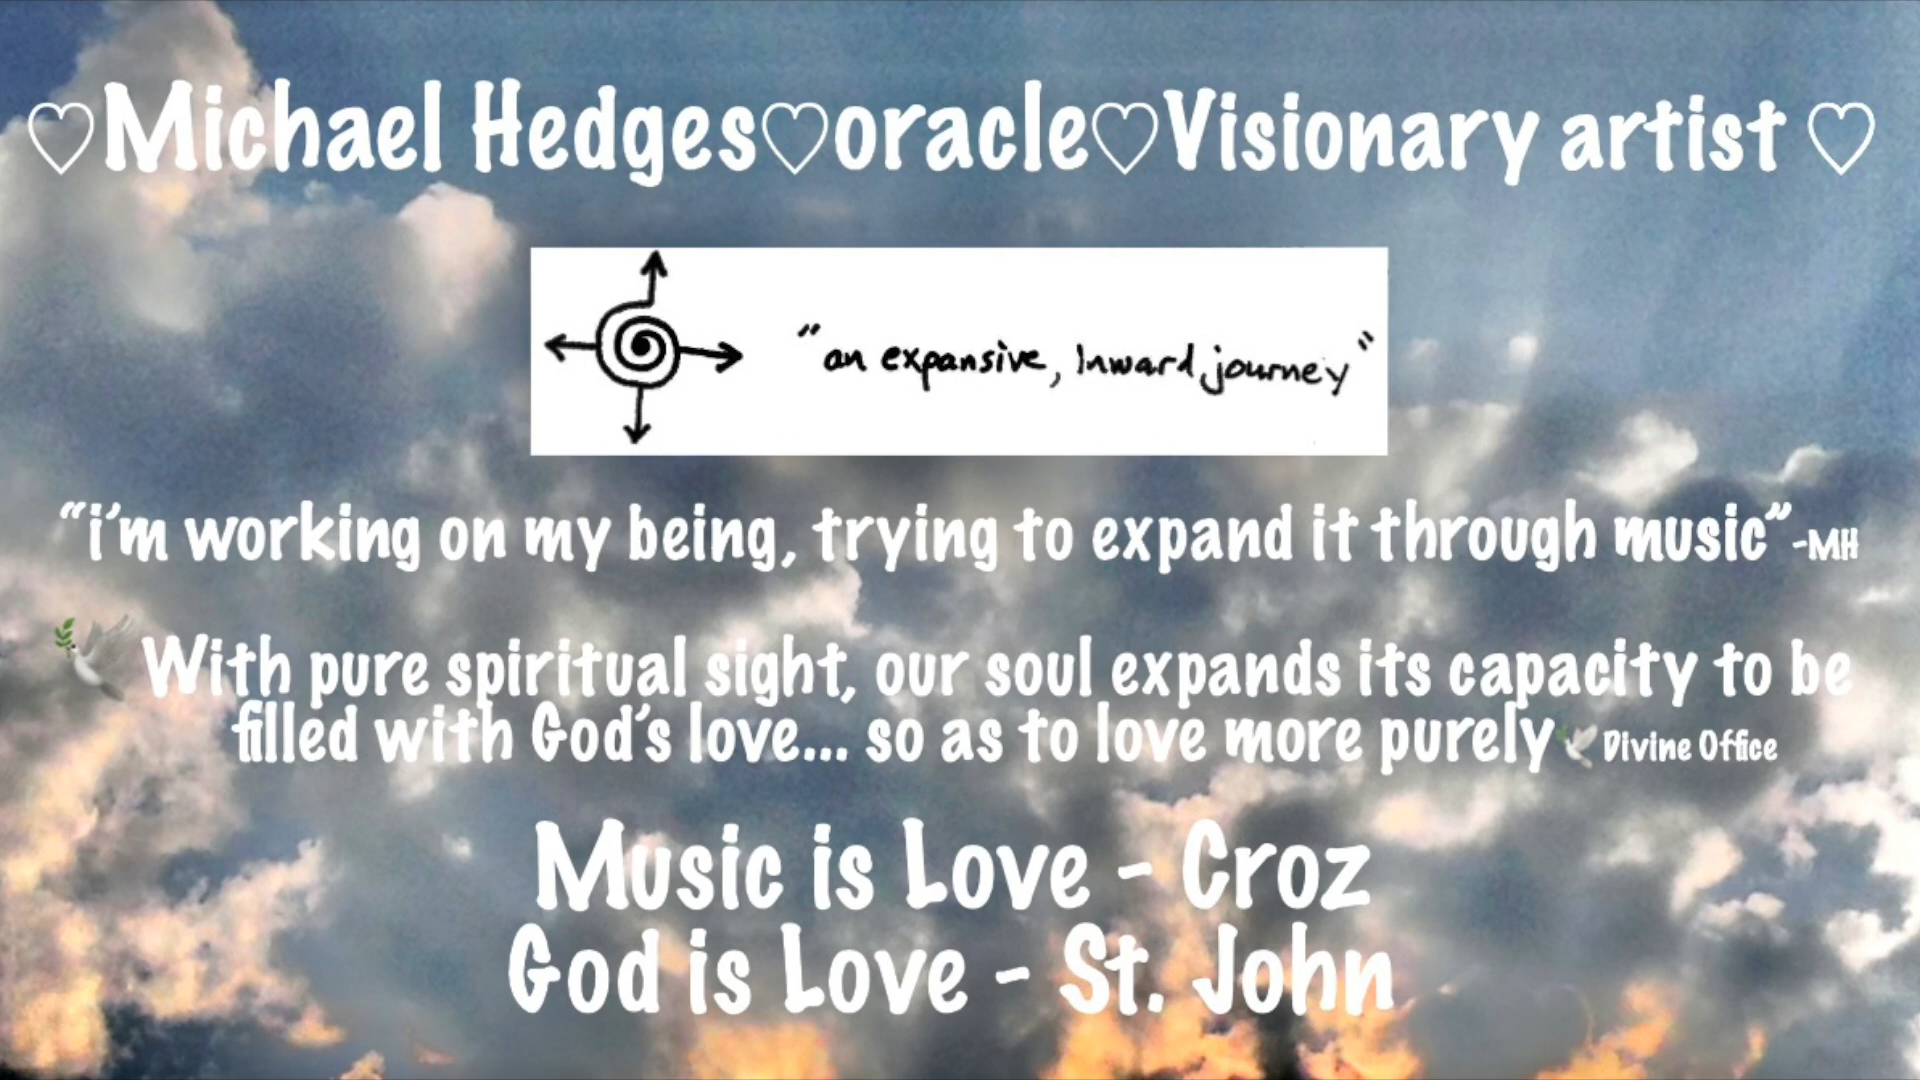 ♡Michael Hedges♡oracle♡Visionary artist ♡
"an expansive, Inward journey"
“i’m working on my being, trying to expand it through music”-MH
🕊 With pure spiritual sight, our soul expands its capacity to be
filled with God’s love... so as to love more purely🕊 Divine Office
Music is Love - Croz
God is Love - St. John